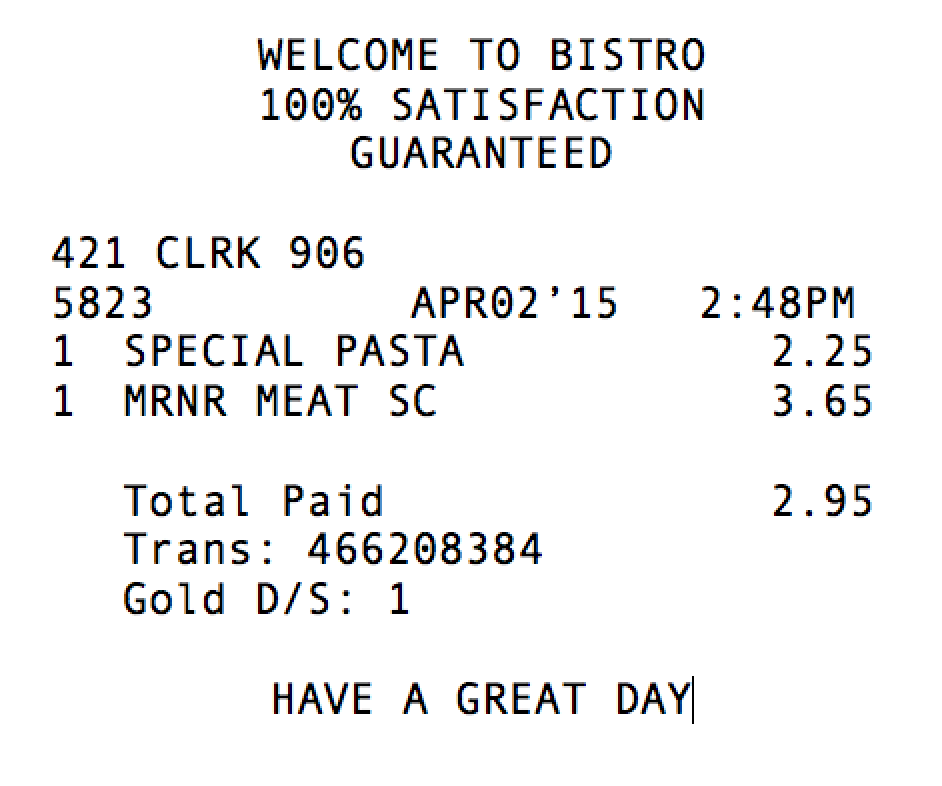 WELCOME TO BISTRO
100% SATISFACTION
GUARANTEED
421 CLRK 906
5823 APR02’15 2:48PM
1 SPECIAL PASTA 2.25
1 MRNR MEAT SC 3.65
Total Paid 2.95
Trans: 466208384
Gold D/S: 1
HAVE A GREAT DAY